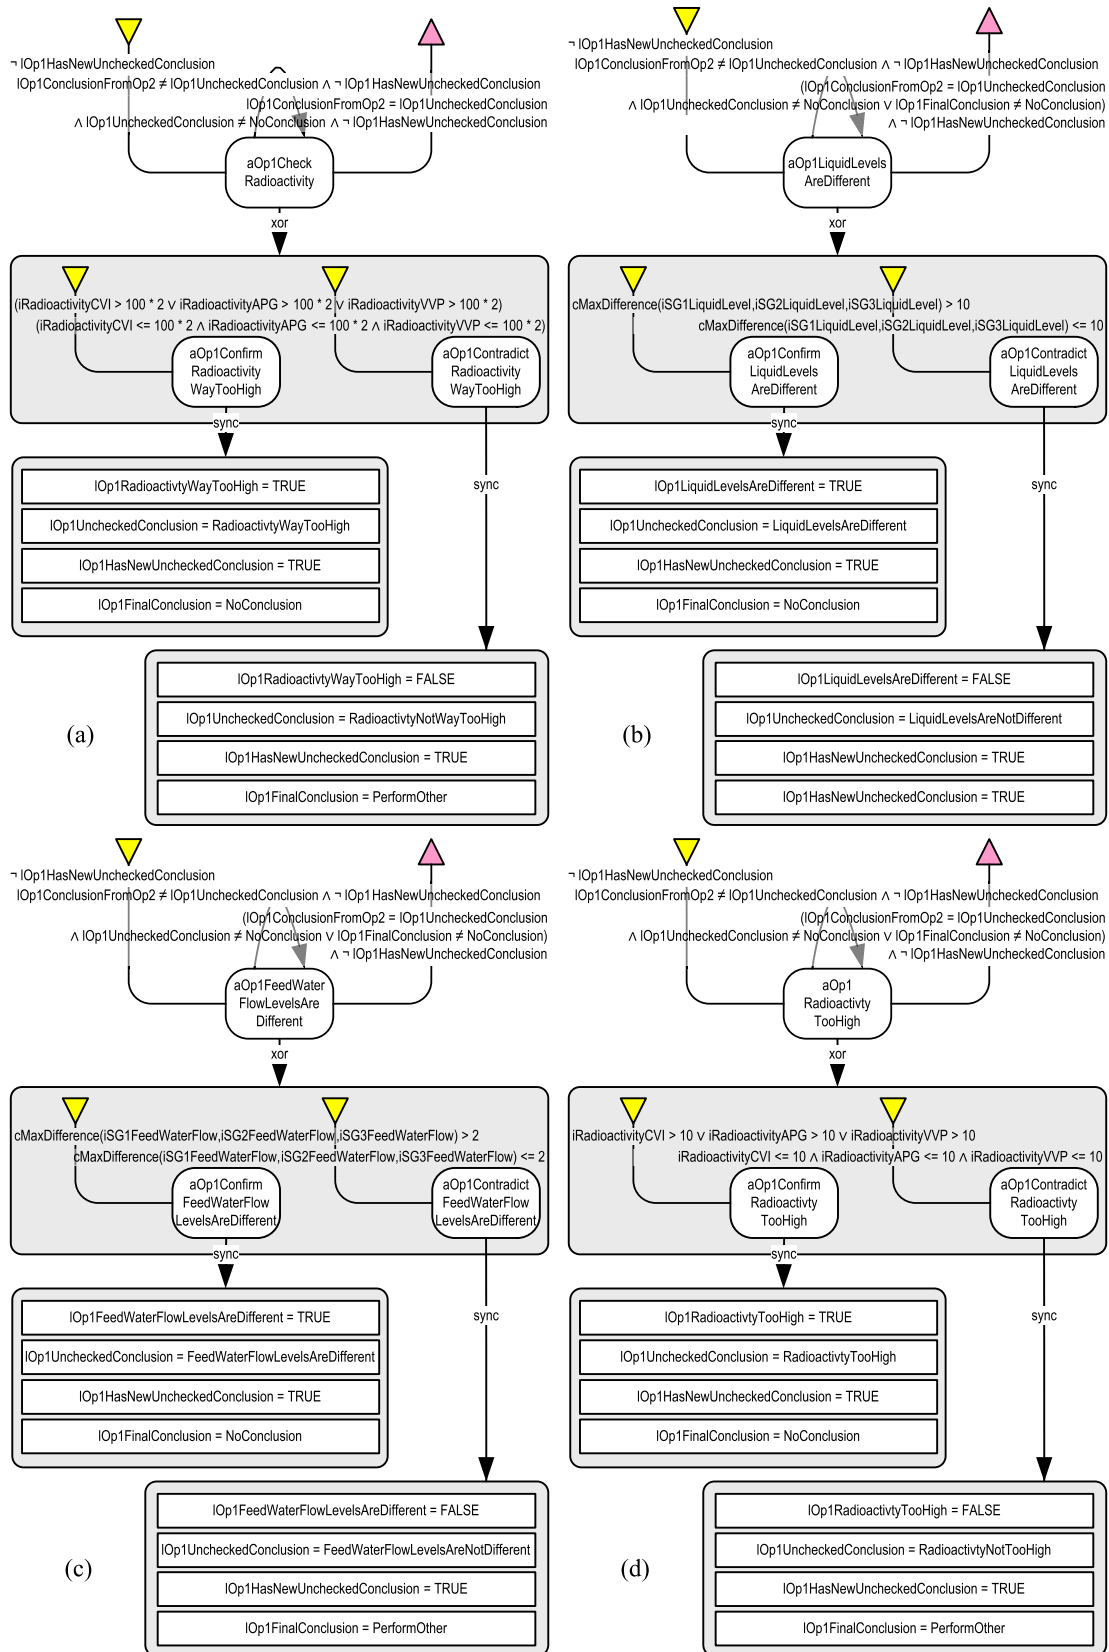 ¬ lOp1HasNewUncheckedConclusion
lOp1ConclusionFromOp2 ≠ lOp1UncheckedConclusion ∧ ¬ lOp1HasNewUncheckedConclusion
lOp1ConclusionFromOp2 = lOp1UncheckedConclusion
∧ lOp1UncheckedConclusion ≠ NoConclusion ∧ ¬ lOp1HasNewUncheckedConclusion
aOp1Check
Radioactivity
xor
(iRadioactivityCVI > 100 * 2 ∨ iRadioactivityAPG > 100 * 2 ∨ iRadioactivityVVP > 100 * 2)
(iRadioactivityCVI <= 100 * 2 ∧ iRadioactivityAPG <= 100 * 2 ∧ iRadioactivityVVP <= 100 * 2)
aOp1Confirm
Radioactivity
WayTooHigh
aOp1Contradict
Radioactivity
WayTooHigh
sync
sync
lOp1RadioactivtyWayTooHigh = TRUE
lOp1UncheckedConclusion = RadioactivtyWayTooHigh
lOp1HasNewUncheckedConclusion = TRUE
lOp1FinalConclusion = NoConclusion
lOp1RadioactivtyWayTooHigh = FALSE
lOp1UncheckedConclusion = RadioactivtyNotWayTooHigh
lOp1HasNewUncheckedConclusion = TRUE
lOp1FinalConclusion = PerformOther
(a)
¬ lOp1HasNewUncheckedConclusion
lOp1ConclusionFromOp2 ≠ lOp1UncheckedConclusion ∧ ¬ lOp1HasNewUncheckedConclusion
(lOp1ConclusionFromOp2 = lOp1UncheckedConclusion
∧ lOp1UncheckedConclusion ≠ NoConclusion ∨ lOp1FinalConclusion ≠ NoConclusion)
∧ ¬ lOp1HasNewUncheckedConclusion
aOp1LiquidLevels
AreDifferent
xor
cMaxDifference(iSG1LiquidLevel,iSG2LiquidLevel,iSG3LiquidLevel) > 10
cMaxDifference(iSG1LiquidLevel,iSG2LiquidLevel,iSG3LiquidLevel) <= 10
aOp1Confirm
LiquidLevels
AreDifferent
aOp1Contradict
LiquidLevels
AreDifferent
sync
sync
lOp1LiquidLevelsAreDifferent = TRUE
lOp1UncheckedConclusion = LiquidLevelsAreDifferent
lOp1HasNewUncheckedConclusion = TRUE
lOp1FinalConclusion = NoConclusion
lOp1LiquidLevelsAreDifferent = FALSE
lOp1UncheckedConclusion = LiquidLevelsAreNotDifferent
lOp1HasNewUncheckedConclusion = TRUE
lOp1HasNewUncheckedConclusion = TRUE
(b)
¬ lOp1HasNewUncheckedConclusion
lOp1ConclusionFromOp2 ≠ lOp1UncheckedConclusion ∧ ¬ lOp1HasNewUncheckedConclusion
(lOp1ConclusionFromOp2 = lOp1UncheckedConclusion
∧ lOp1UncheckedConclusion ≠ NoConclusion ∨ lOp1FinalConclusion ≠ NoConclusion)
∧ ¬ lOp1HasNewUncheckedConclusion
aOp1FeedWater
FlowLevelsAre
Different
xor
cMaxDifference(iSG1FeedWaterFlow,iSG2FeedWaterFlow,iSG3FeedWaterFlow) > 2
cMaxDifference(iSG1FeedWaterFlow,iSG2FeedWaterFlow,iSG3FeedWaterFlow) <= 2
aOp1Confirm
FeedWaterFlow
LevelsAreDifferent
aOp1Contradict
FeedWaterFlow
LevelsAreDifferent
sync
sync
lOp1FeedWaterFlowLevelsAreDifferent = TRUE
lOp1UncheckedConclusion = FeedWaterFlowLevelsAreDifferent
lOp1HasNewUncheckedConclusion = TRUE
lOp1FinalConclusion = NoConclusion
lOp1FeedWaterFlowLevelsAreDifferent = FALSE
lOp1UncheckedConclusion = FeedWaterFlowLevelsAreNotDifferent
lOp1HasNewUncheckedConclusion = TRUE
lOp1FinalConclusion = PerformOther
(c)
¬ lOp1HasNewUncheckedConclusion
lOp1ConclusionFromOp2 ≠ lOp1UncheckedConclusion ∧ ¬ lOp1HasNewUncheckedConclusion
(lOp1ConclusionFromOp2 = lOp1UncheckedConclusion
∧ lOp1UncheckedConclusion ≠ NoConclusion ∨ lOp1FinalConclusion ≠ NoConclusion)
∧ ¬ lOp1HasNewUncheckedConclusion
aOp1
Radioactivty
TooHigh
xor
iRadioactivityCVI > 10 ∨ iRadioactivityAPG > 10 ∨ iRadioactivityVVP > 10
iRadioactivityCVI <= 10 ∧ iRadioactivityAPG <= 10 ∧ iRadioactivityVVP <= 10
aOp1Confirm
Radioactivty
TooHigh
aOp1Contradict
Radioactivty
TooHigh
sync
sync
lOp1RadioactivtyTooHigh = TRUE
lOp1UncheckedConclusion = RadioactivtyTooHigh
lOp1HasNewUncheckedConclusion = TRUE
lOp1FinalConclusion = NoConclusion
lOp1RadioactivtyTooHigh = FALSE
lOp1UncheckedConclusion = RadioactivtyNotTooHigh
lOp1HasNewUncheckedConclusion = TRUE
lOp1FinalConclusion = PerformOther
(d)